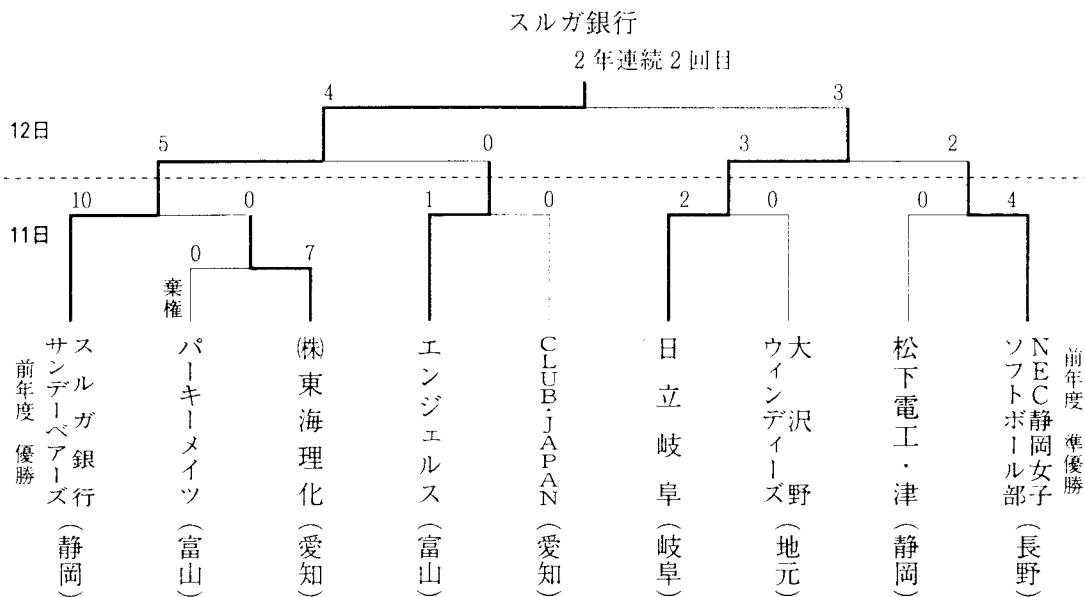 スルガ銀行
2年連続2回目
4 3
12日
5 0 3 2
10 0 1 0 2 0 0 4
11日
0 7
棄権
前年度 優勝
スルガ銀行
サンデーベアーズ
(静岡)
パーキーメイツ
(富山)
㈱東海理化
(愛知)
エンジェルス
(富山)
CLUB・JAPAN
(愛知)
日立岐阜
(岐阜)
大沢野
ウィンディーズ
(地元)
松下電工・津
(静岡)
NEC静岡女子
ソフトボール部
(長野)
前年度 準優勝